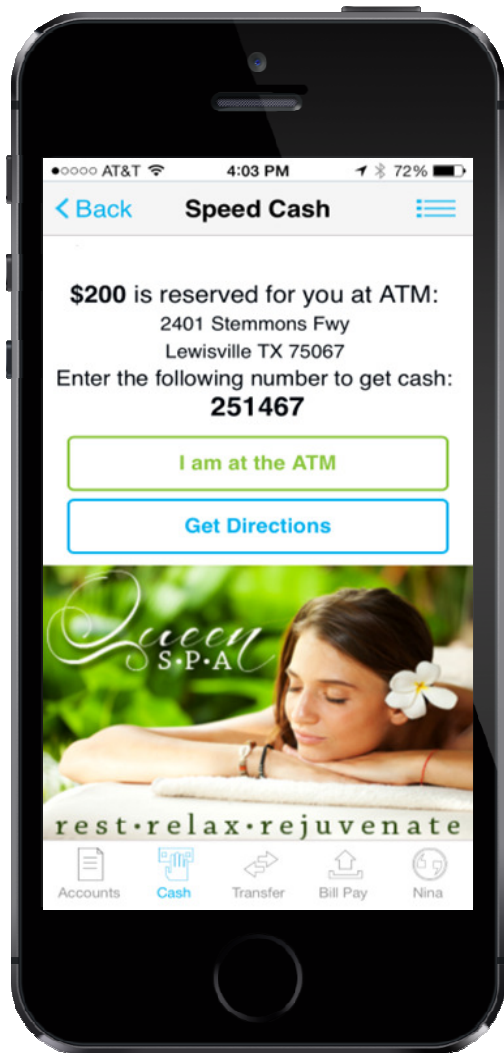 AT&T 4:03 PM 72%
Back Speed Cash
$200 is reserved for you at ATM:
2401 Stemmons Fwy
Lewisville TX 75067
Enter the following number to get cash:
251467
I am at the ATM
Get Directions
Queen
S·P·A
rest·relax·rejuvenate
Accounts Cash Transfer Bill Pay Nina